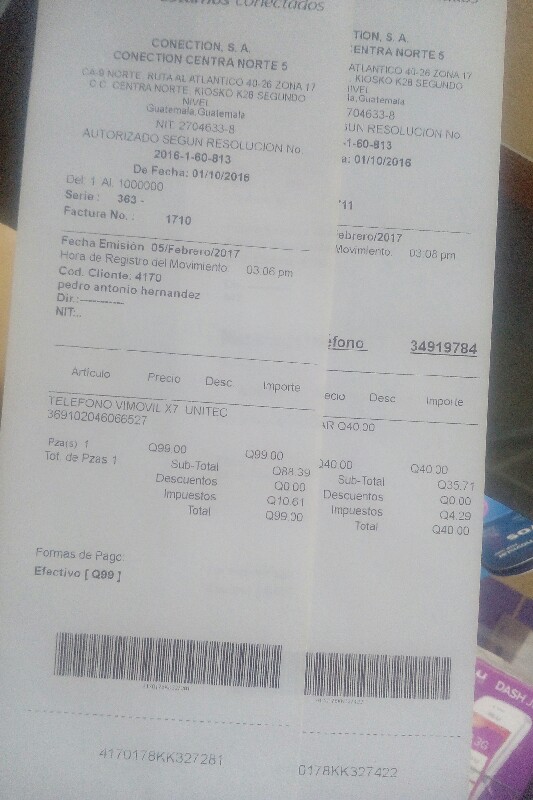 Estamos conectados
CONECTION, S. A.
CONECTION CENTRA NORTE 5
CA 9 NORTE, RUTA AL ATLANTICO 40-26 ZONA 17
C.C. CENTRA NORTE, KIOSKO K28 SEGUNDO
NIVEL
Guatemala,Guatemala
NIT: 2704633-8
AUTORIZADO SEGUN RESOLUCION No.
2016-1-60-813
De Fecha: 01/10/2016
Del: 1 Al: 1000000
Serie: 363 -
Factura No.: 1710
Fecha Emisión 05/Febrero/2017
Hora de Registro del Movimiento: 03:06 pm
Cód. Cliente: 4170
pedro antonio hernandez
Dir.:-----------
NIT:..
Artículo Precio Desc. Importe
TELEFONO VIMOVIL X7 UNITEC
369102046066527
Pza(s) 1 Q99.00 Q99.00
Tot. de Pzas 1 Sub-Total Q88.39
Descuentos Q0.00
Impuestos Q10.61
Total Q99.00
Formas de Pago:
Efectivo [ Q99 ]
4170178KK327281
TION, S.A.
CENTRA NORTE 5
ATLANTICO 40-26 ZONA 17
KIOSKO K28 SEGUNDO
NIVEL
la,Guatemala
704633-8
GUN RESOLUCION No.
-1-60-813
a: 01/10/2016
11
ebrero/2017
Movimiento: 03:08 pm
éfono 34919784
ecio Desc. Importe
AR Q40.00
Q40.00 Q40.00
Sub-Total Q35.71
Descuentos Q0.00
Impuestos Q4.29
Total Q40.00
0178KK327422
DASH J
3G